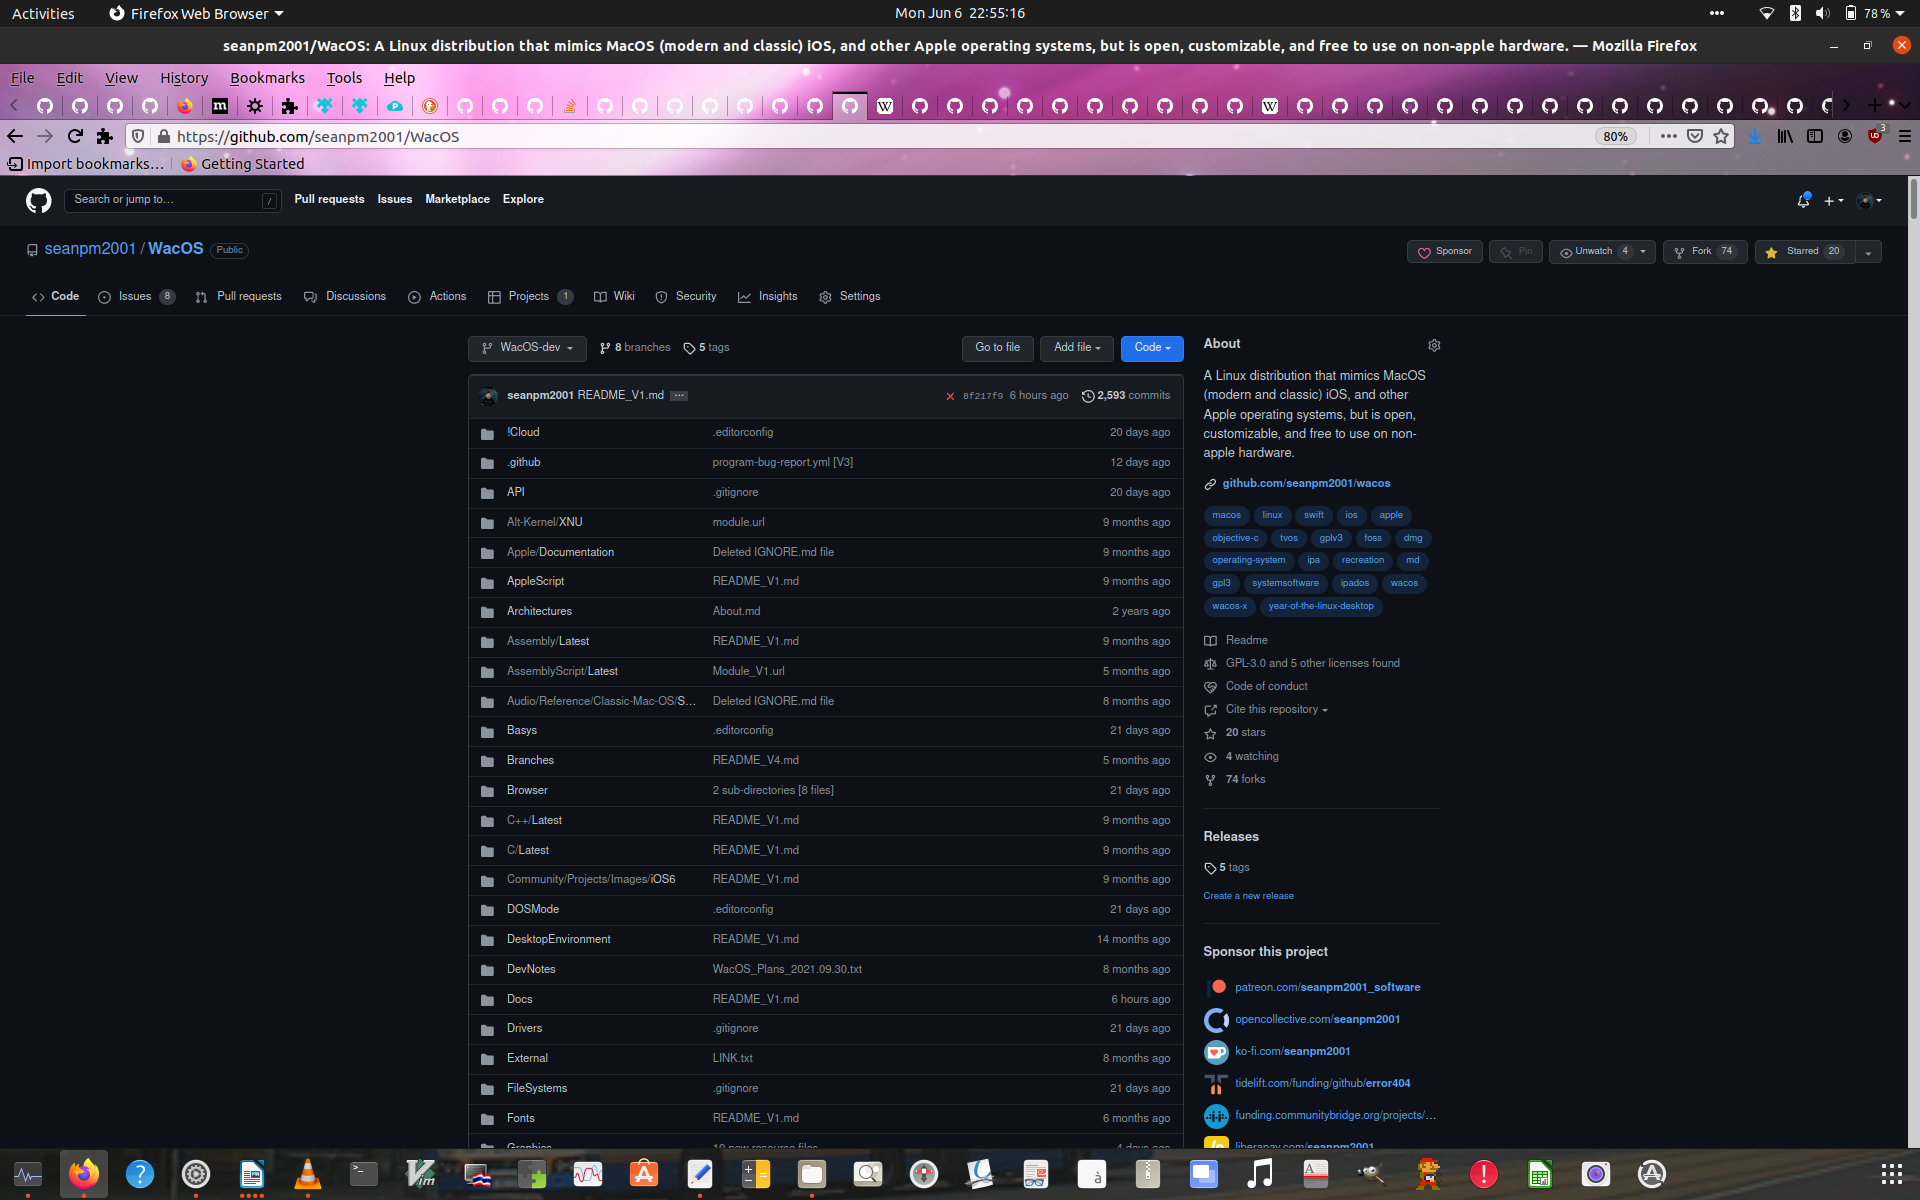 Activities Firefox Web Browser Mon Jun 6 22:55:16 78 %
seanpm2001/WacOS: A Linux distribution that mimics MacOS (modern and classic) iOS, and other Apple operating systems, but is open, customizable, and free to use on non-apple hardware. — Mozilla Firefox
File Edit View History Bookmarks Tools Help
https://github.com/seanpm2001/WacOS 80% 3
Import bookmarks... Getting Started
Search or jump to... / Pull requests Issues Marketplace Explore
seanpm2001 / WacOS Public Sponsor Pin Unwatch 4 Fork 74 Starred 20
Code Issues 8 Pull requests Discussions Actions Projects 1 Wiki Security Insights Settings
WacOS-dev 8 branches 5 tags Go to file Add file Code
seanpm2001 README_V1.md ... 8f217f9 6 hours ago 2,593 commits
!Cloud .editorconfig 20 days ago
.github program-bug-report.yml [V3] 12 days ago
API .gitignore 20 days ago
Alt-Kernel/XNU module.url 9 months ago
Apple/Documentation Deleted IGNORE.md file 9 months ago
AppleScript README_V1.md 9 months ago
Architectures About.md 2 years ago
Assembly/Latest README_V1.md 9 months ago
AssemblyScript/Latest Module_V1.url 5 months ago
Audio/Reference/Classic-Mac-OS/S... Deleted IGNORE.md file 8 months ago
Basys .editorconfig 21 days ago
Branches README_V4.md 5 months ago
Browser 2 sub-directories [8 files] 21 days ago
C++/Latest README_V1.md 9 months ago
C/Latest README_V1.md 9 months ago
Community/Projects/Images/iOS6 README_V1.md 9 months ago
DOSMode .editorconfig 21 days ago
DesktopEnvironment README_V1.md 14 months ago
DevNotes WacOS_Plans_2021.09.30.txt 8 months ago
Docs README_V1.md 6 hours ago
Drivers .gitignore 21 days ago
External LINK.txt 8 months ago
FileSystems .gitignore 21 days ago
Fonts README_V1.md 6 months ago
Graphics 10 new resource files 4 days ago
About
A Linux distribution that mimics MacOS
(modern and classic) iOS, and other
Apple operating systems, but is open,
customizable, and free to use on non-
apple hardware.
github.com/seanpm2001/wacos
macos linux swift ios apple
objective-c tvos gplv3 foss dmg
operating-system ipa recreation md
gpl3 systemsoftware ipados wacos
wacos-x year-of-the-linux-desktop
Readme
GPL-3.0 and 5 other licenses found
Code of conduct
Cite this repository
20 stars
4 watching
74 forks
Releases
5 tags
Create a new release
Sponsor this project
patreon.com/seanpm2001_software
opencollective.com/seanpm2001
ko-fi.com/seanpm2001
tidelift.com/funding/github/error404
funding.communitybridge.org/projects/...
liberapay.com/seanpm2001